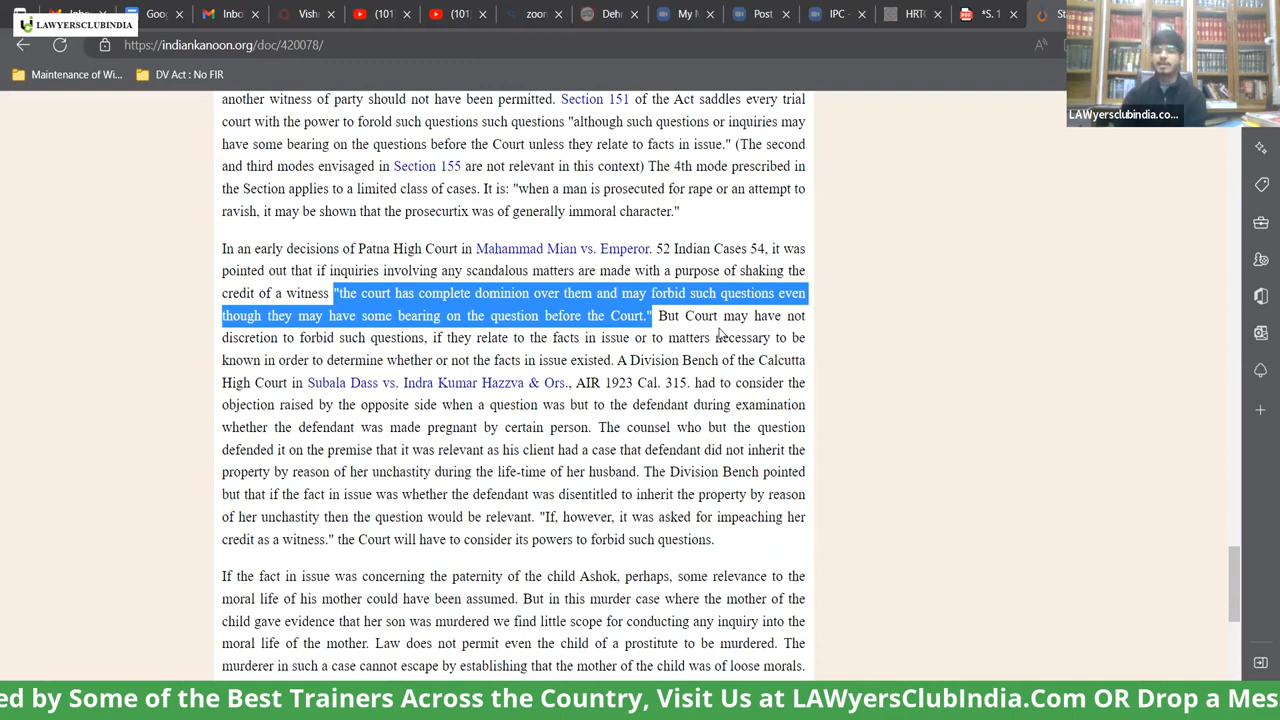 LAWYERSCLUBINDIA
Inbo
Goo
Inbo
Vish
(101
(101
zoor
Dehr
My M
Post
DC -
HRT
*S.
St
https://indiankanoon.org/doc/420078/
Maintenance of Wi...
DV Act : No FIR
LAWyersclubindia.co...
another witness of party should not have been permitted. Section 151 of the Act saddles every trial
court with the power to forbid such questions "although such questions or inquiries may
have some bearing on the questions before the Court unless they relate to facts in issue." (The second
and third modes envisaged in Section 155 are not relevant in this context) The 4th mode prescribed in
the Section applies to a limited class of cases. It is: "when a man is prosecuted for rape or an attempt to
ravish, it may be shown that the prosecurtix was of generally immoral character."
In an early decisions of Patna High Court in Mahammad Mian vs. Emperor. 52 Indian Cases 54, it was
pointed out that if inquiries involving any scandalous matters are made with a purpose of shaking the
credit of a witness "the court has complete dominion over them and may forbid such questions even
though they may have some bearing on the question before the Court." But Court may have not
discretion to forbid such questions, if they relate to the facts in issue or to matters necessary to be
known in order to determine whether or not the facts in issue existed. A Division Bench of the Calcutta
High Court in Subala Dass vs. Indra Kumar Hazzva & Ors., AIR 1923 Cal. 315. had to consider the
objection raised by the opposite side when a question was but to the defendant during examination
whether the defendant was made pregnant by certain person. The counsel who but the question
defended it on the premise that it was relevant as his client had a case that defendant did not inherit the
property by reason of her unchastity during the life-time of her husband. The Division Bench pointed
but that if the fact in issue was whether the defendant was disentitled to inherit the property by reason
of her unchastity then the question would be relevant. "If, however, it was asked for impeaching her
credit as a witness." the Court will have to consider its powers to forbid such questions.
If the fact in issue was concerning the paternity of the child Ashok, perhaps, some relevance to the
moral life of his mother could have been assumed. But in this murder case where the mother of the
child gave evidence that her son was murdered we find little scope for conducting any inquiry into the
moral life of the mother. Law does not permit even the child of a prostitute to be murdered. The
murderer in such a case cannot escape by establishing that the mother of the child was of loose morals.
ed by Some of the Best Trainers Across the Country, Visit Us at LAWyersClubIndia.Com OR Drop a Mes